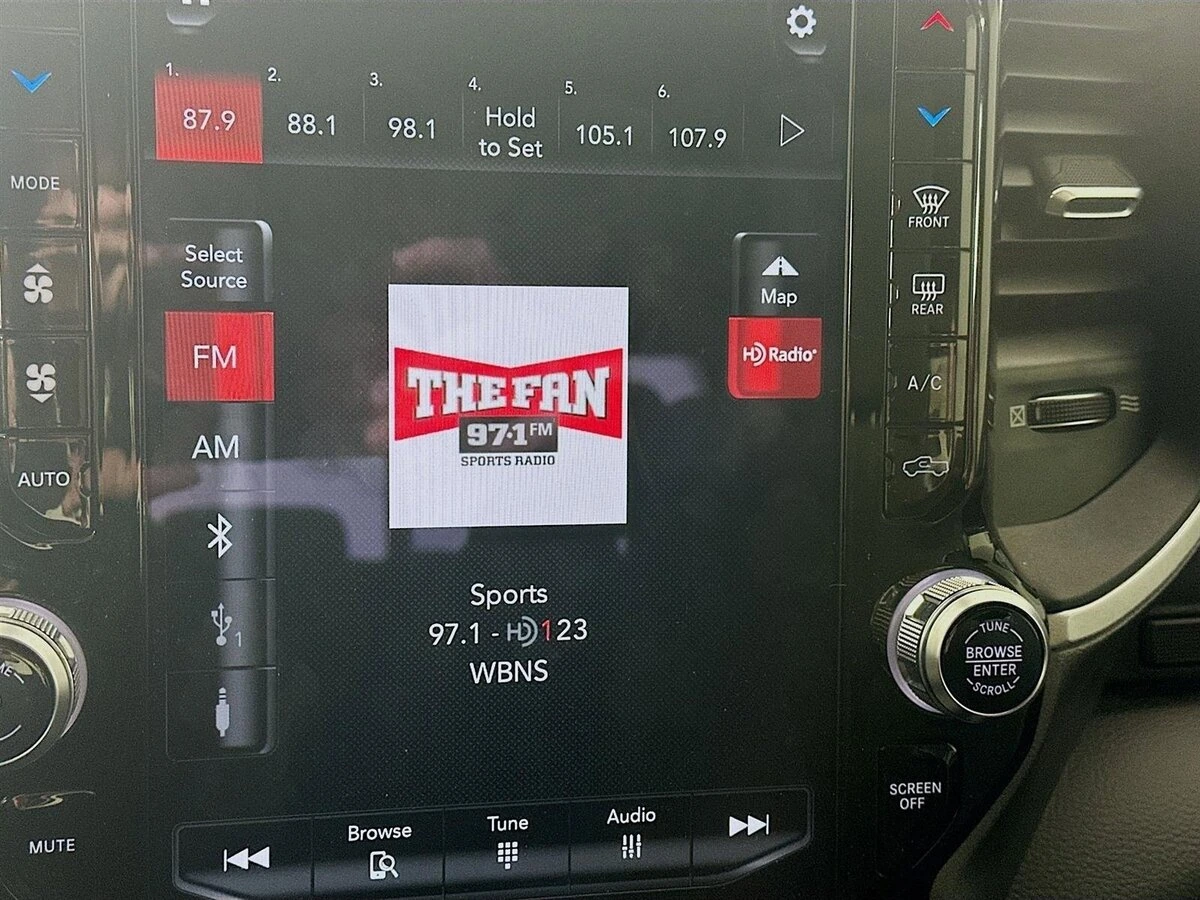 1.
2.
3.
4.
5.
6.
87.9
88.1
98.1
Hold
to Set
105.1
107.9
MODE
AUTO
MUTE
Select
Source
FM
AM
1
THE FAN
97·1 FM
SPORTS RADIO
Sports
97.1 - HD 123
WBNS
Map
HD Radio
FRONT
REAR
A/C
TUNE
BROWSE
ENTER
SCROLL
SCREEN
OFF
Browse
Tune
Audio